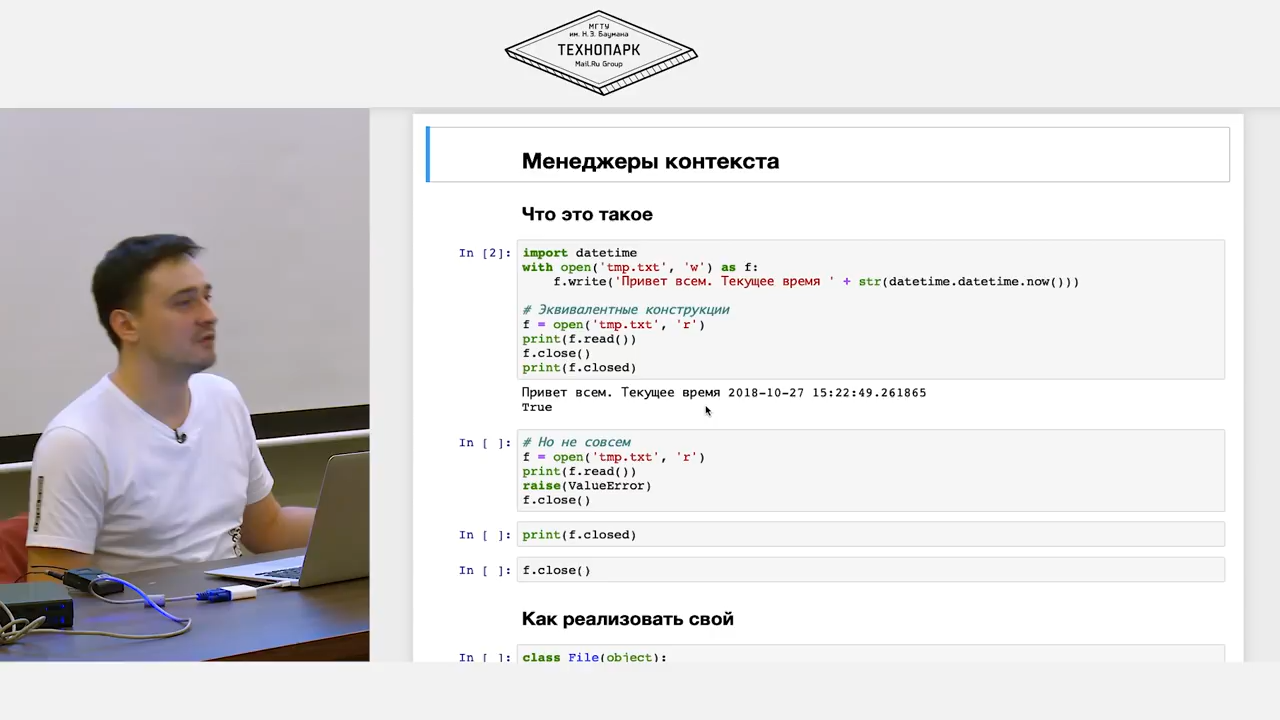 МГТУ
им. Н.Э. Баумана
ТЕХНОПАРК
Mail.Ru Group
Менеджеры контекста
Что это такое
In [2]: import datetime
with open('tmp.txt', 'w') as f:
    f.write('Привет всем. Текущее время ' + str(datetime.datetime.now()))
# Эквивалентные конструкции
f = open('tmp.txt', 'r')
print(f.read())
f.close()
print(f.closed)
Привет всем. Текущее время 2018-10-27 15:22:49.261865
True
In [ ]: # Но не совсем
f = open('tmp.txt', 'r')
print(f.read())
raise(ValueError)
f.close()
In [ ]: print(f.closed)
In [ ]: f.close()
Как реализовать свой
In [ ]: class File(object):